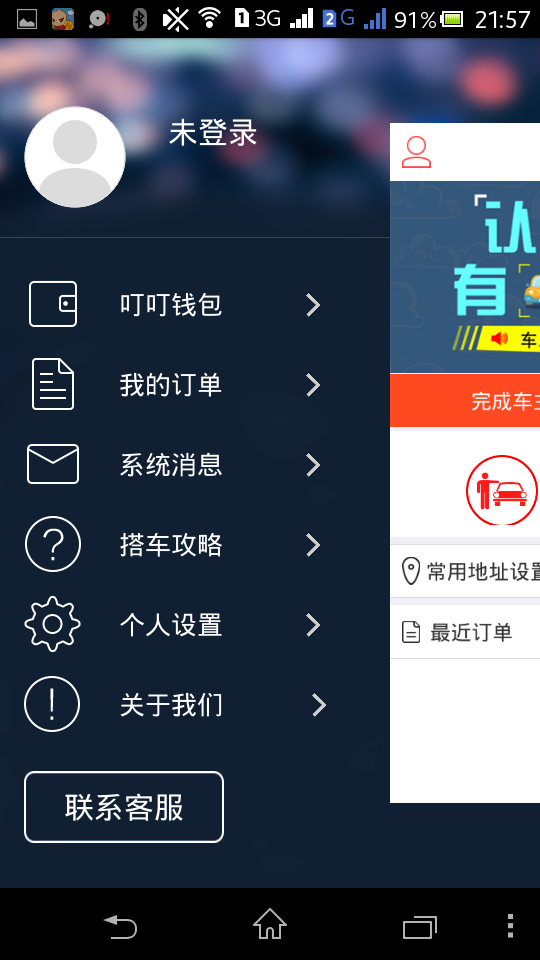 1 3G 2 G 91% 21:57
未登录
叮叮钱包
我的订单
系统消息
搭车攻略
个人设置
关于我们
联系客服
认
有
车
完成车主
常用地址设置
最近订单